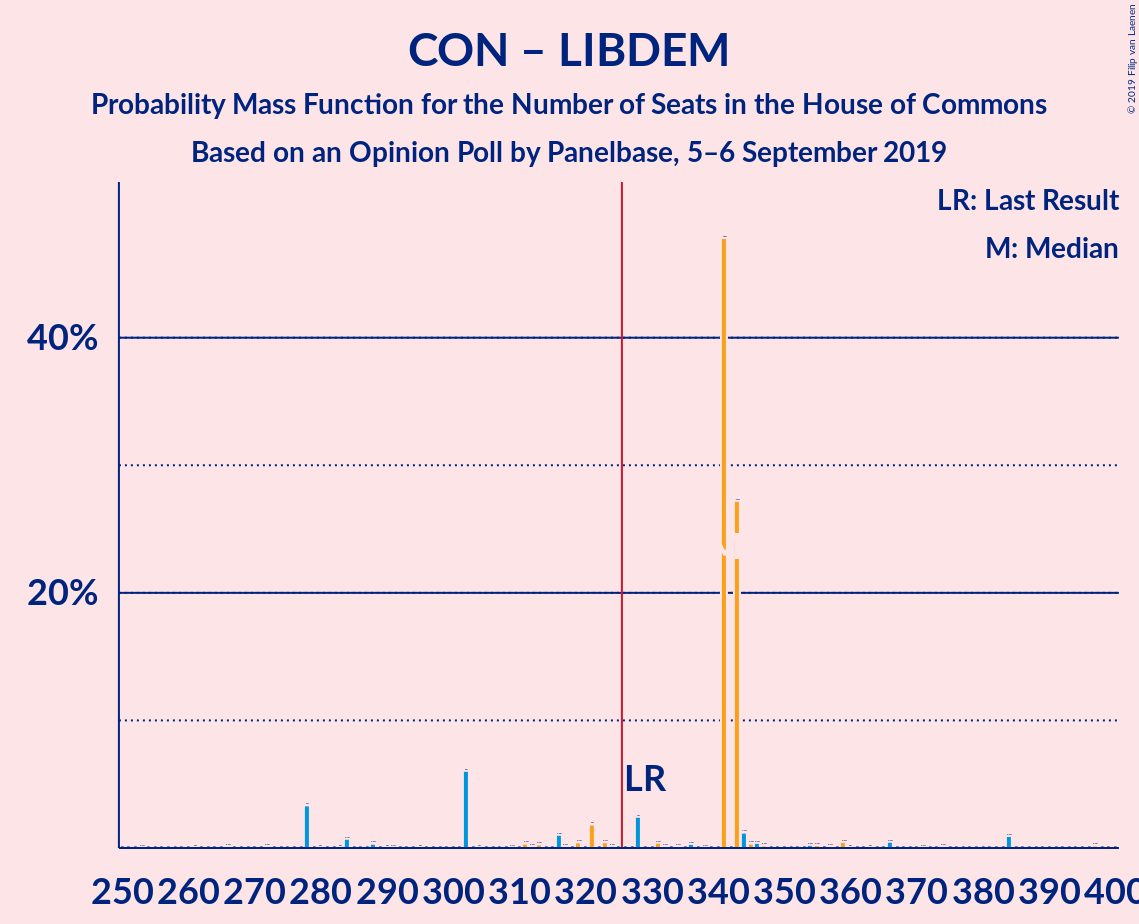 CON – LIBDEM
Probability Mass Function for the Number of Seats in the House of Commons
Based on an Opinion Poll by Panelbase, 5–6 September 2019
© 2019 Filip van Laenen
LR: Last Result
M: Median
40%
20%
LR
250 260 270 280 290 300 310 320 330 340 350 360 370 380 390 400